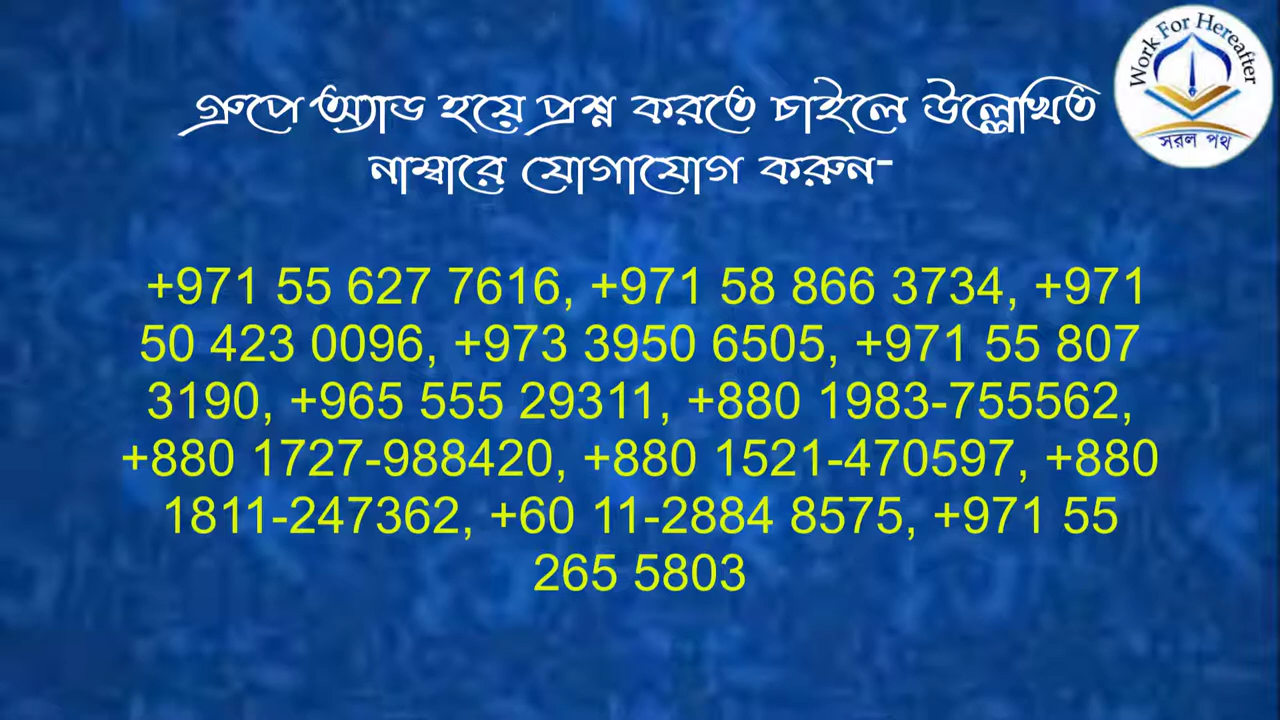 Work For Hereafter
সরল পথ
গ্রুপে অ্যাড হয়ে প্রশ্ন করতে চাইলে উল্লেখিত
নাম্বারে যোগাযোগ করুন-
+971 55 627 7616, +971 58 866 3734, +971
50 423 0096, +973 3950 6505, +971 55 807
3190, +965 555 29311, +880 1983-755562,
+880 1727-988420, +880 1521-470597, +880
1811-247362, +60 11-2884 8575, +971 55
265 5803